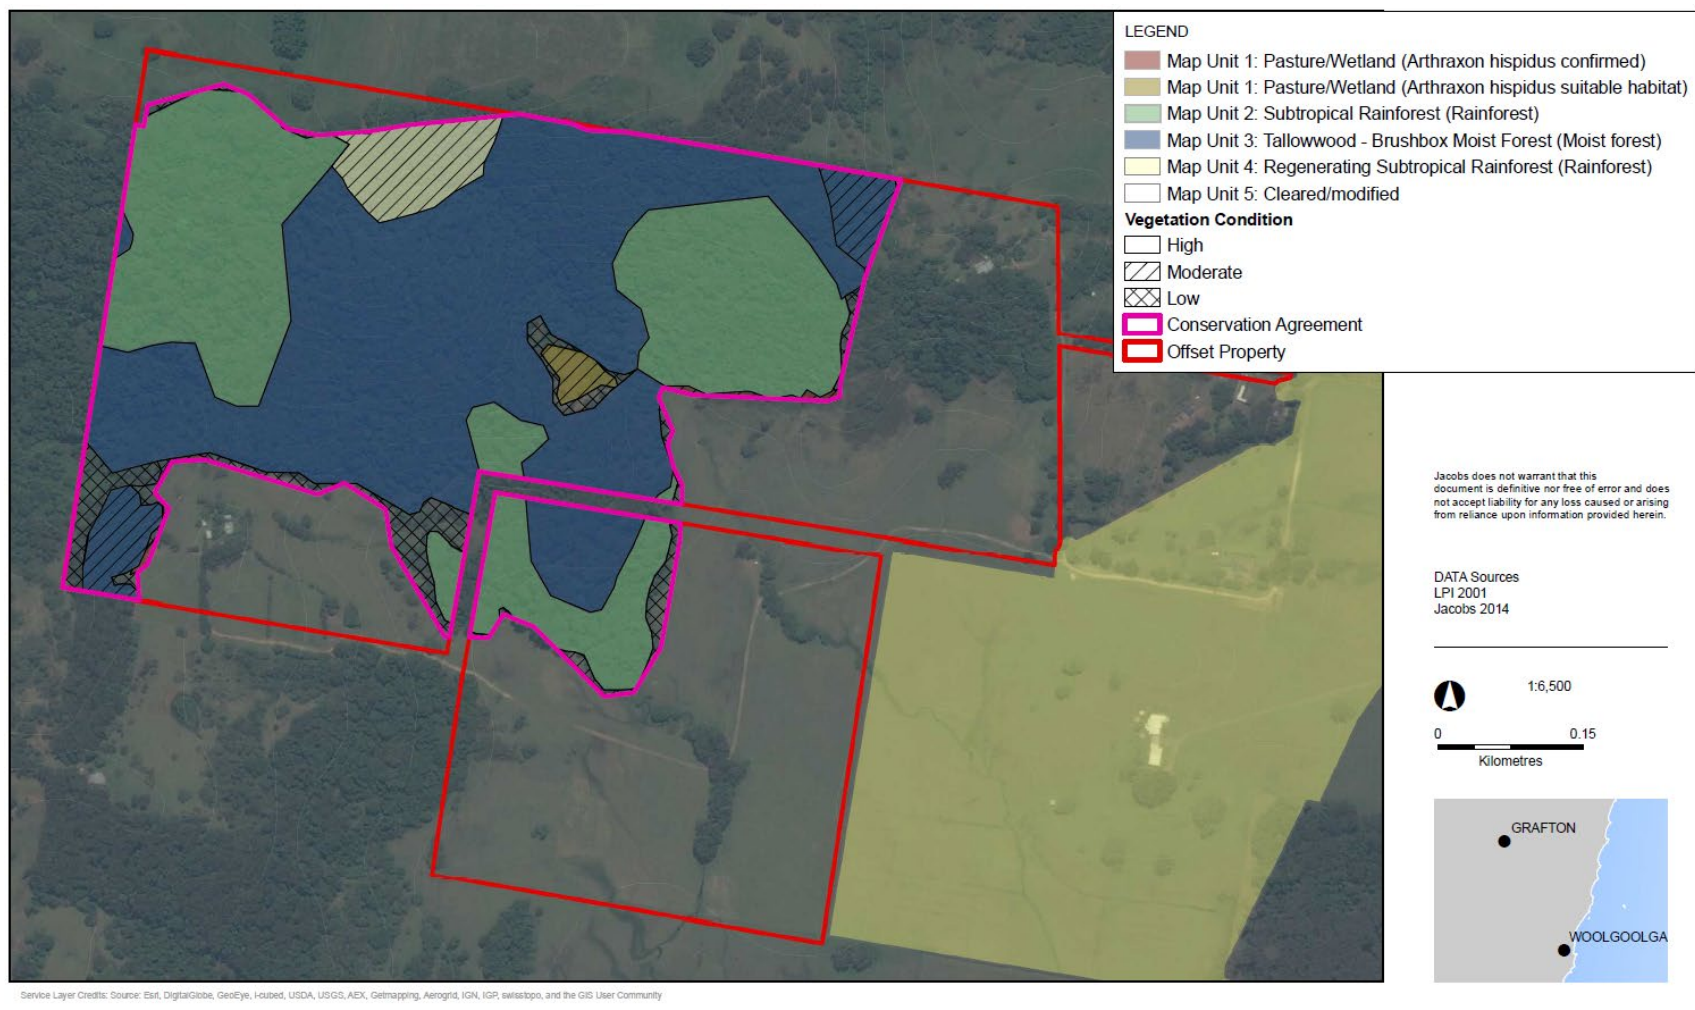 LEGEND
Map Unit 1: Pasture/Wetland (Arthraxon hispidus confirmed)
Map Unit 1: Pasture/Wetland (Arthraxon hispidus suitable habitat)
Map Unit 2: Subtropical Rainforest (Rainforest)
Map Unit 3: Tallowwood - Brushbox Moist Forest (Moist forest)
Map Unit 4: Regenerating Subtropical Rainforest (Rainforest)
Map Unit 5: Cleared/modified
Vegetation Condition
High
Moderate
Low
Conservation Agreement
Offset Property
Jacobs does not warrant that this
document is definitive nor free of error and does
not accept liability for any loss caused or arising
from reliance upon information provided herein.
DATA Sources
LPI 2001
Jacobs 2014
1:6,500
0 0.15
Kilometres
GRAFTON
WOOLGOOLGA
Service Layer Credits: Source: Esri, DigitalGlobe, GeoEye, i-cubed, USDA, USGS, AEX, Getmapping, Aerogrid, IGN, IGP, swisstopo, and the GIS User Community